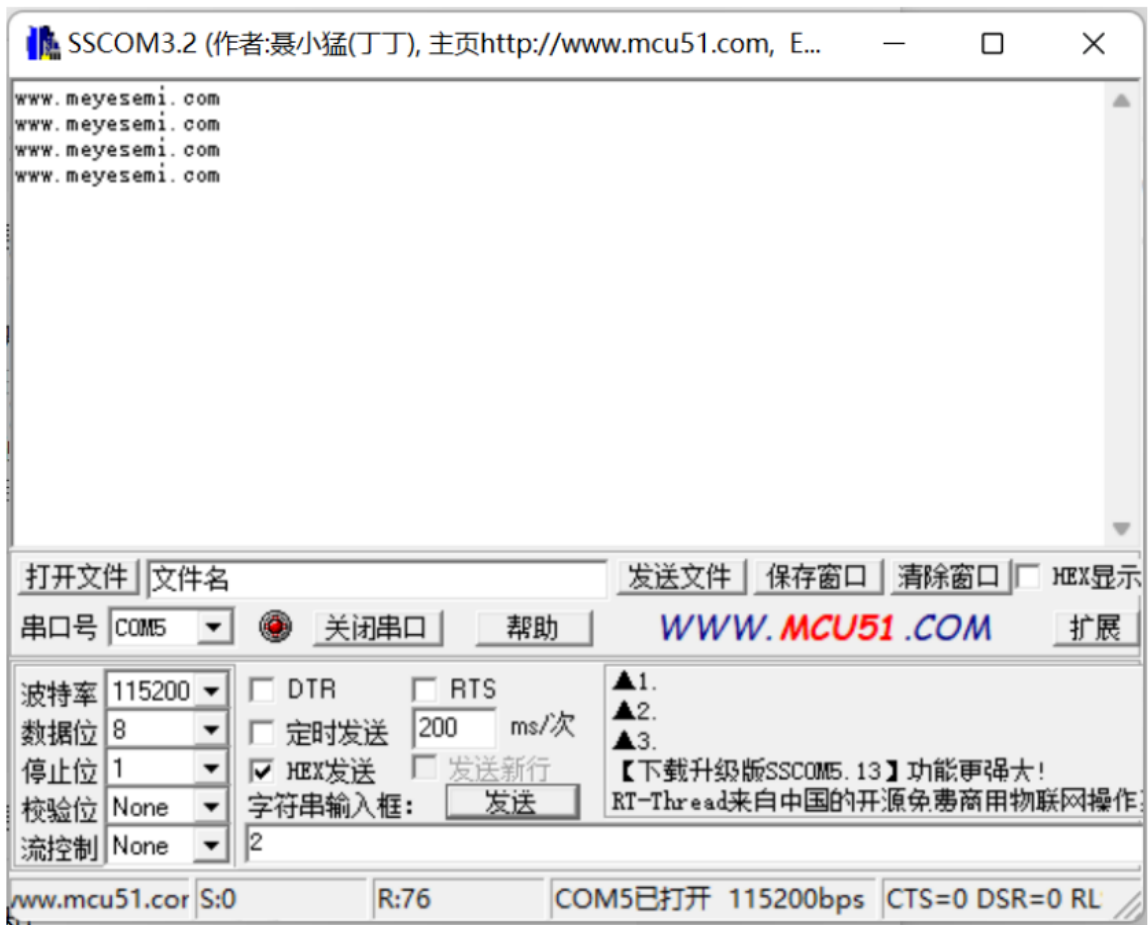 SSCOM3.2 (作者:聂小猛(丁丁), 主页http://www.mcu51.com, E...
www.meyesemi.com
www.meyesemi.com
www.meyesemi.com
www.meyesemi.com
打开文件 文件名 发送文件 保存窗口 清除窗口 HEX显示
串口号 COM5 关闭串口 帮助 WWW.MCU51.COM 扩展
波特率 115200 DTR RTS ▲1.
数据位 8 定时发送 200 ms/次 ▲2.
▲3.
停止位 1 HEX发送 发送新行 【下载升级版SSCOM5.13】功能更强大!
校验位 None 字符串输入框: 发送 RT-Thread来自中国的开源免费商用物联网操作
流控制 None 2
www.mcu51.cor S:0 R:76 COM5已打开 115200bps CTS=0 DSR=0 RL